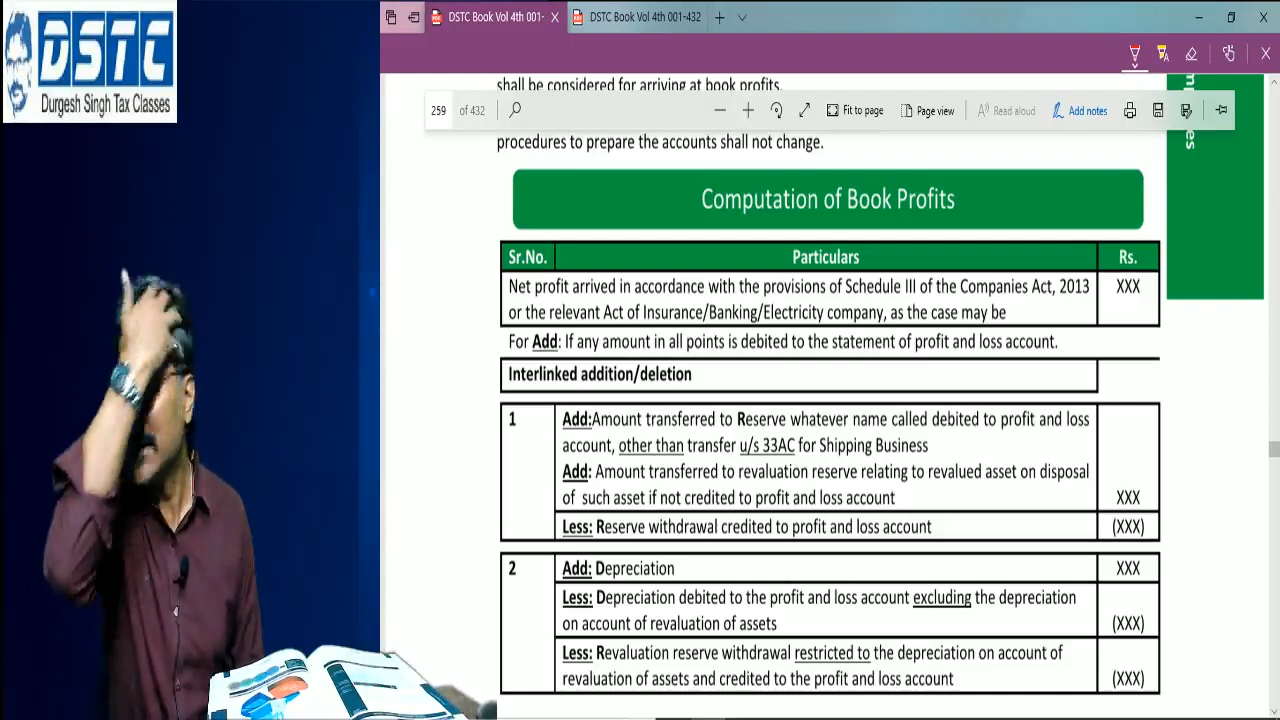 DSTC
Durgesh Singh Tax Classes
DSTC Book Vol 4th 001-
DSTC Book Vol 4th 001-432
shall be considered for arriving at book profits.
259 of 432
Fit to page
Page view
Read aloud
Add notes
procedures to prepare the accounts shall not change.
Computation of Book Profits
Sr.No. Particulars Rs.
Net profit arrived in accordance with the provisions of Schedule III of the Companies Act, 2013 XXX
or the relevant Act of Insurance/Banking/Electricity company, as the case may be
For Add: If any amount in all points is debited to the statement of profit and loss account.
Interlinked addition/deletion
1 Add:Amount transferred to Reserve whatever name called debited to profit and loss
account, other than transfer u/s 33AC for Shipping Business
Add: Amount transferred to revaluation reserve relating to revalued asset on disposal
of such asset if not credited to profit and loss account XXX
Less: Reserve withdrawal credited to profit and loss account (XXX)
2 Add: Depreciation XXX
Less: Depreciation debited to the profit and loss account excluding the depreciation
on account of revaluation of assets (XXX)
Less: Revaluation reserve withdrawal restricted to the depreciation on account of
revaluation of assets and credited to the profit and loss account (XXX)